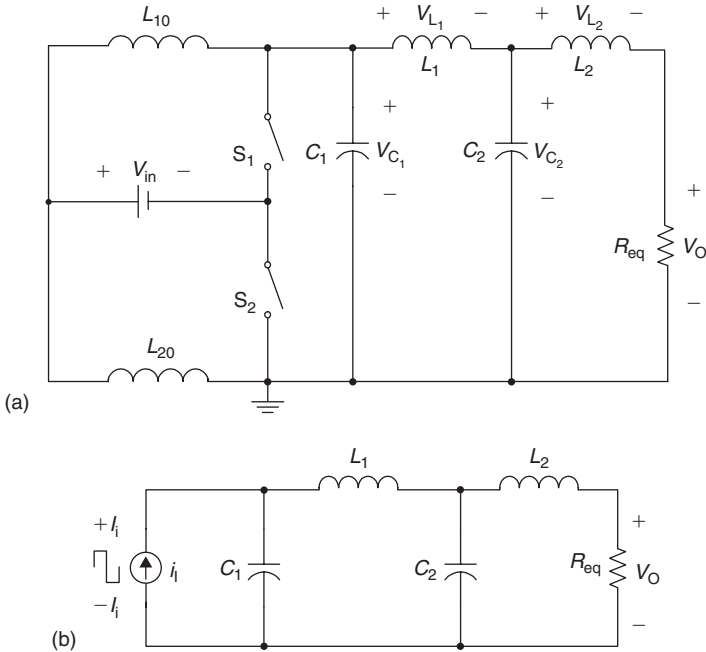 L10
+ VL1 − + VL2 −
L1 L2
+ +
S1 C1 VC1 C2 VC2
+ Vin − − −
+
Req VO
S2
−
L20
(a)
L1 L2
+Ii +
iI C1 C2 Req VO
−Ii −
(b)